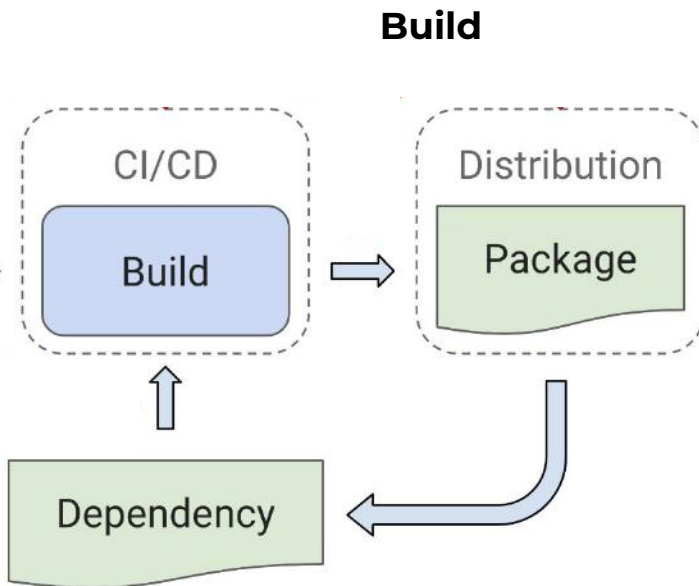 Build
CI/CD
Build
Distribution
Package
Dependency